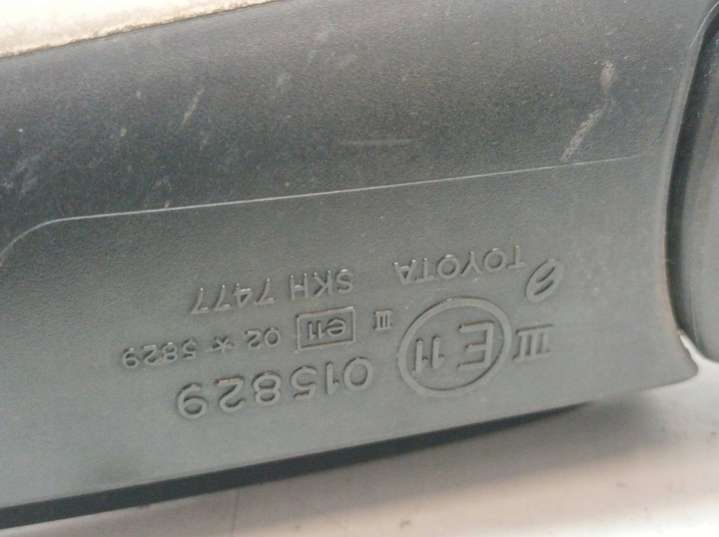 III E11 015829
III e11 02 * 5829
SKH 7477
TOYOTA